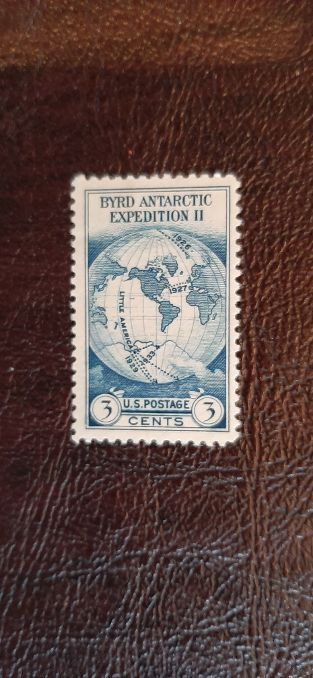 BYRD ANTARCTIC
EXPEDITION II
1926
1927
LITTLE AMERICA
1929
U.S. POSTAGE
3 CENTS 3